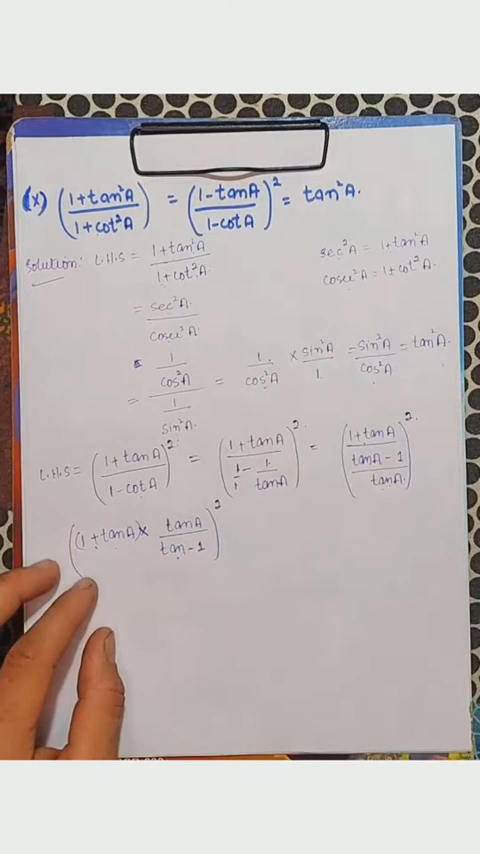 (x) (1+tan²A / 1+cot²A) = (1-tanA / 1-cotA)² = tan²A.
Solution: L.H.S = 1+tan²A / 1+cot²A. sec²A = 1+tan²A
cosec²A = 1+cot²A.
= sec²A / cosec²A.
= (1 / cos²A) / (1 / sin²A.) = 1 / cos²A × sin²A / 1 = sin²A / cos²A = tan²A.
L.H.S = (1+tanA / 1-cotA)² = (1+tanA / (1/1 - 1/tanA))² = (1+tanA / (tanA-1 / tanA.))²
((1+tanA) × tanA / tan-1)²